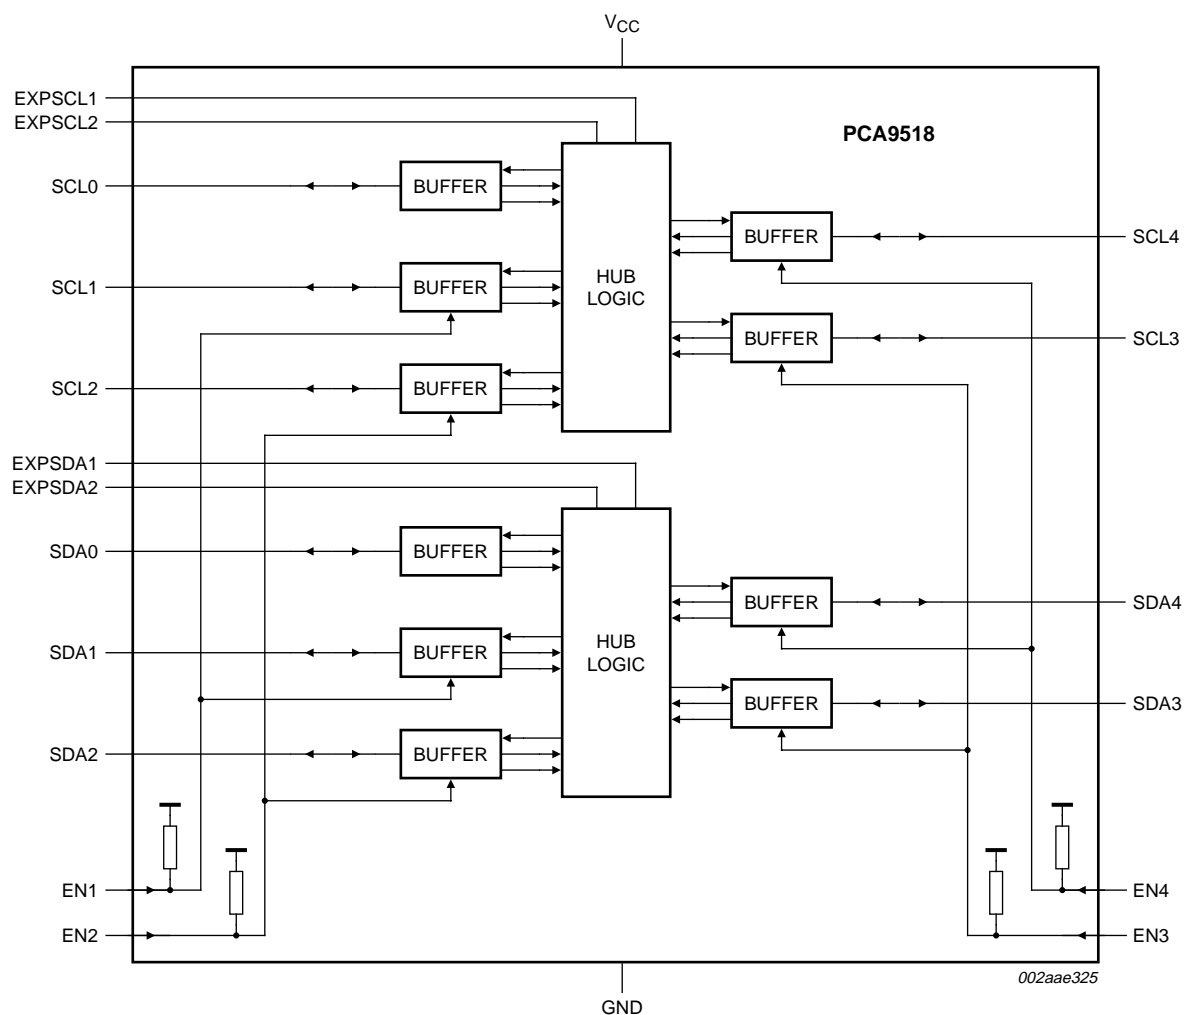 VCC
EXPSCL1
EXPSCL2
PCA9518
SCL0
BUFFER
BUFFER
SCL4
SCL1
BUFFER
HUB
LOGIC
BUFFER
SCL3
SCL2
BUFFER
EXPSDA1
EXPSDA2
SDA0
BUFFER
BUFFER
SDA4
SDA1
BUFFER
HUB
LOGIC
BUFFER
SDA3
SDA2
BUFFER
EN1
EN4
EN2
EN3
002aae325
GND